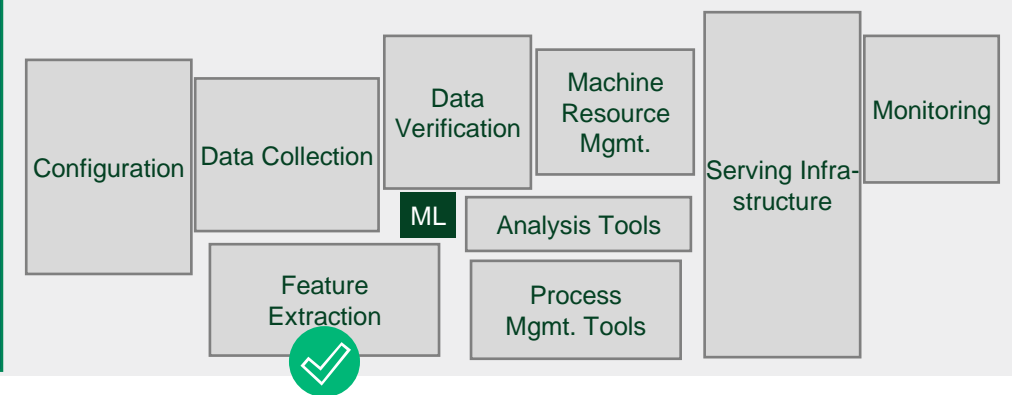 Configuration
Data Collection
Data
Verification
Machine
Resource
Mgmt.
Serving Infra-
structure
Monitoring
ML
Analysis Tools
Feature
Extraction
Process
Mgmt. Tools